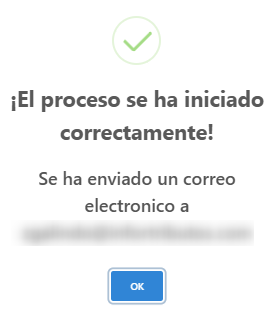 ¡El proceso se ha iniciado
correctamente!
Se ha enviado un correo
electronico a
OK